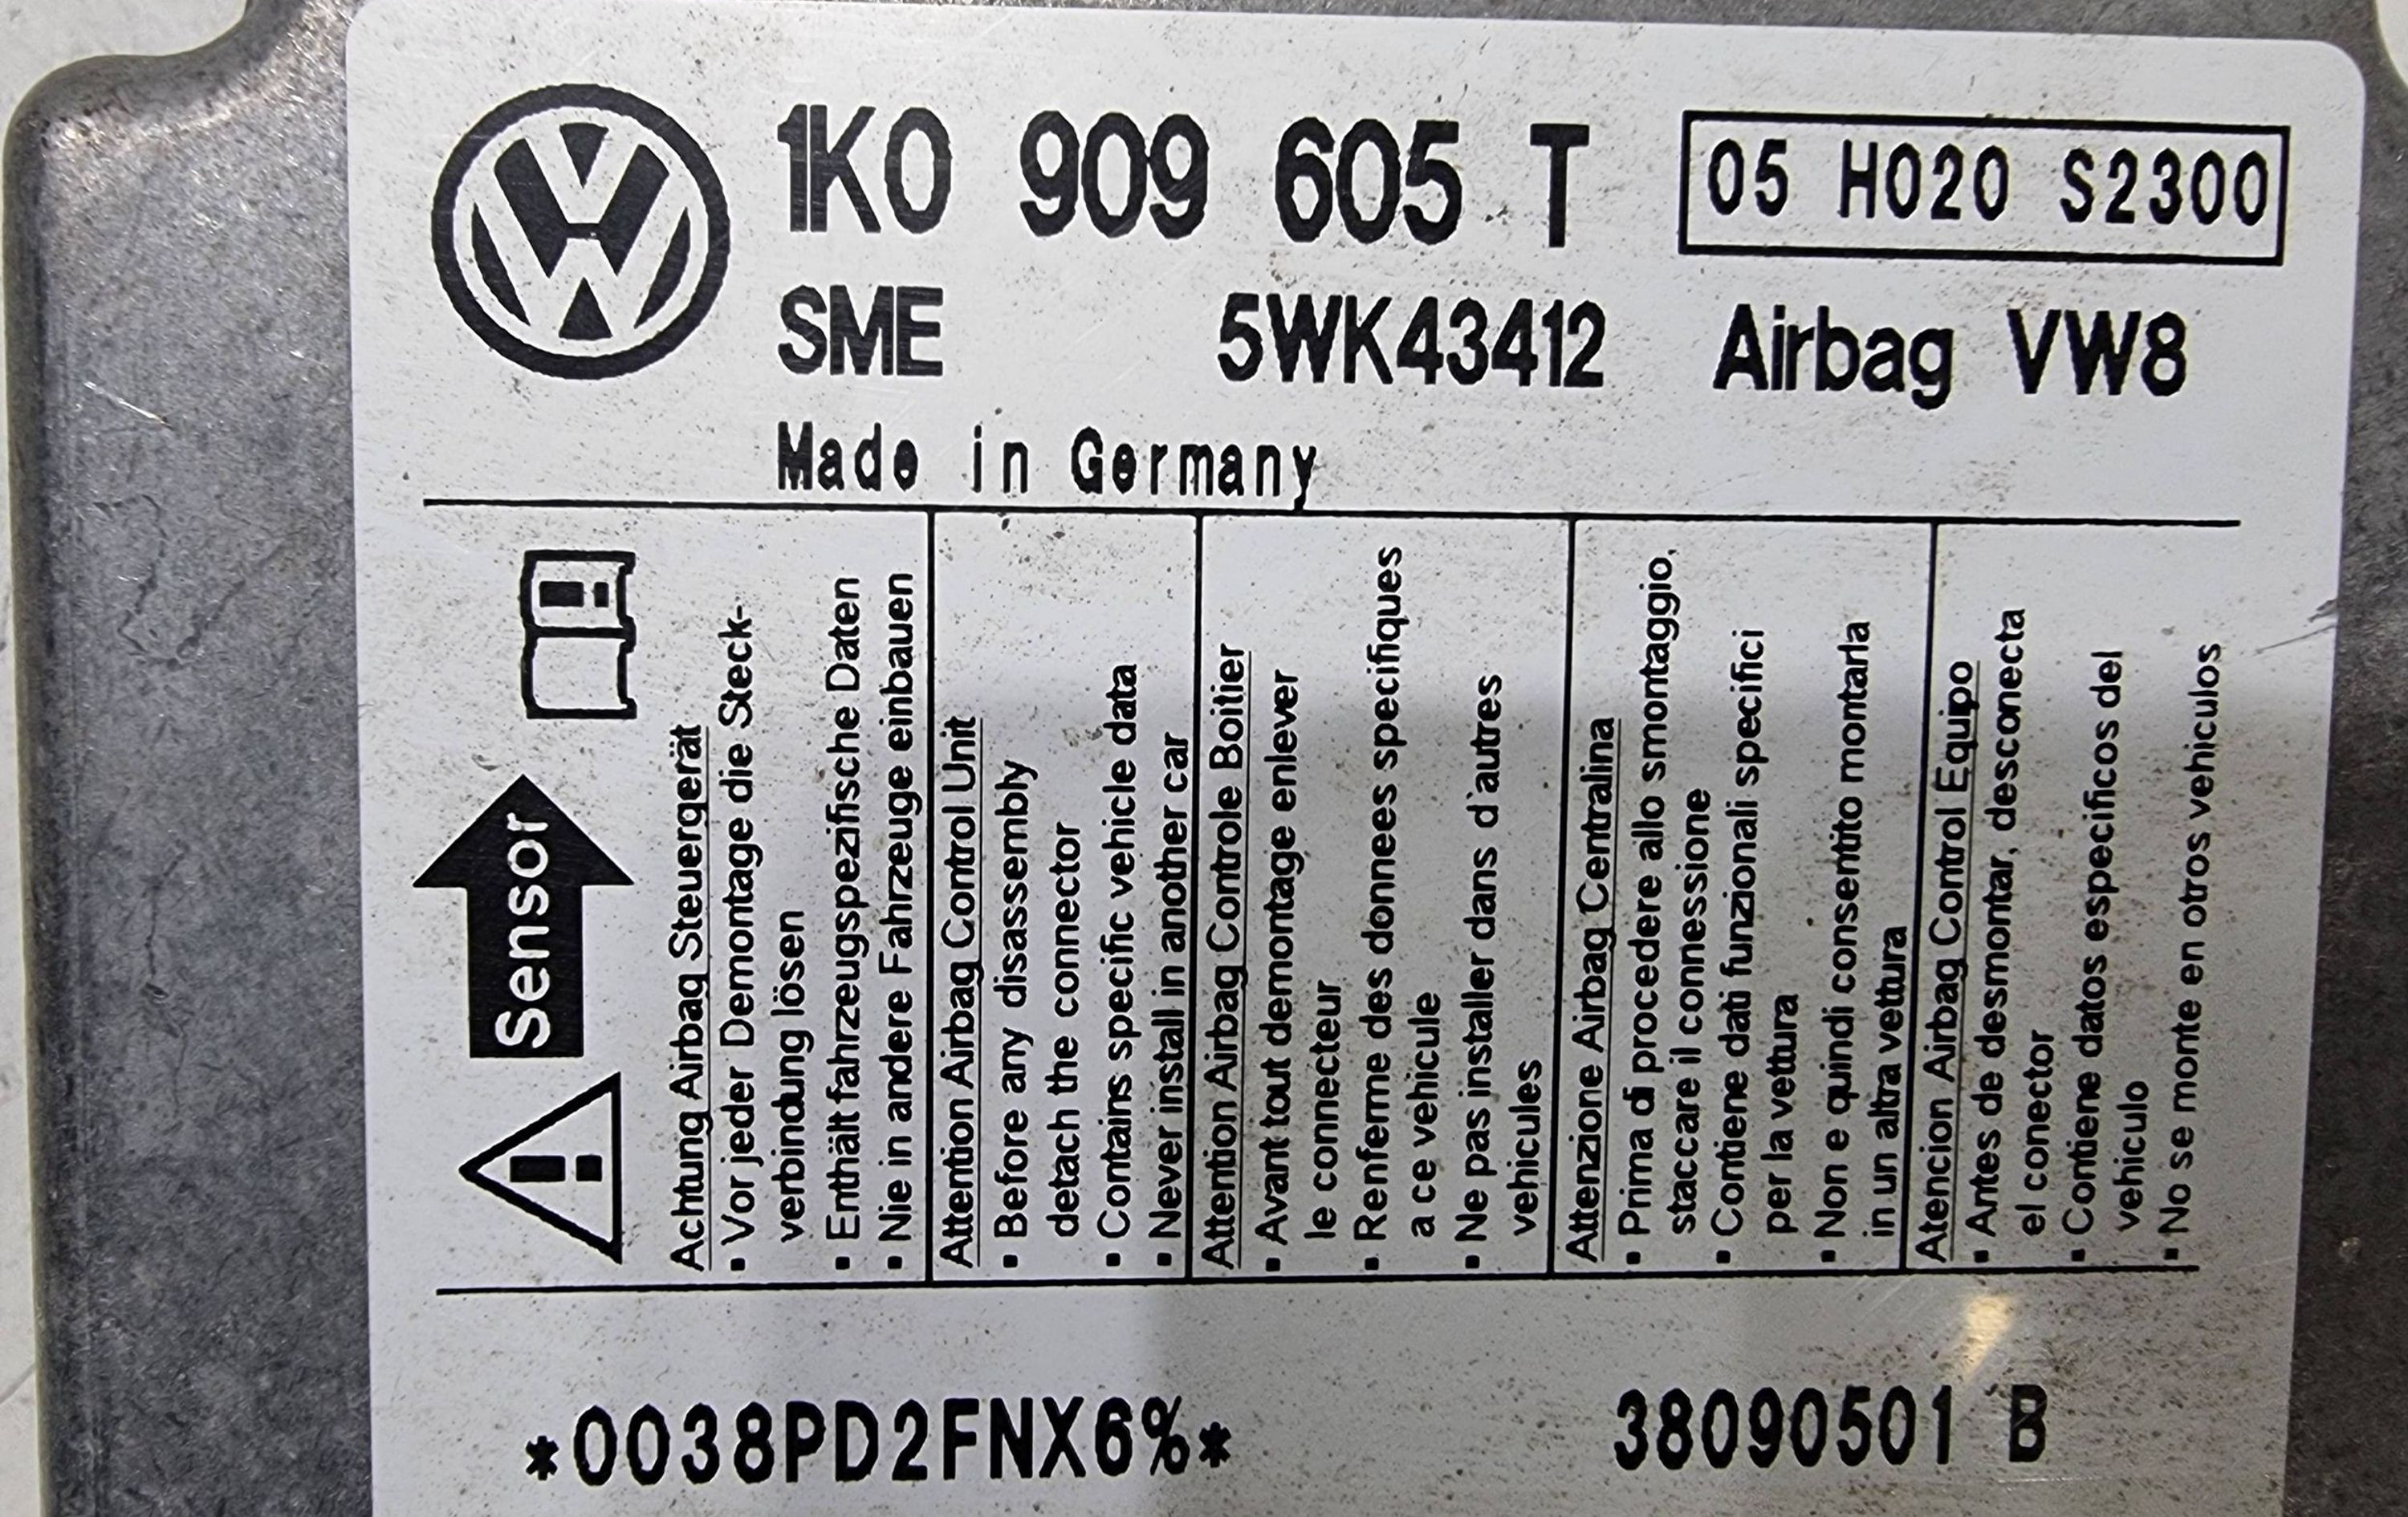 1K0 909 605 T
05 H020 S2300
SME 5WK43412 Airbag VW8
Made in Germany
Sensor
Achtung Airbag Steuergerät
▪ Vor jeder Demontage die Steck-
verbindung lösen
▪ Enthält fahrzeugspezifische Daten
▪ Nie in andere Fahrzeuge einbauen
Attention Airbag Control Unit
▪ Before any disassembly
detach the connector
▪ Contains specific vehicle data
▪ Never install in another car
Attention Airbag Controle Boitier
▪ Avant tout demontage enlever
le connecteur
▪ Renferme des donnees specifiques
a ce vehicule
▪ Ne pas installer dans d'autres
vehicules
Attenzione Airbag Centralina
▪ Prima di procedere allo smontaggio,
staccare il connessione
▪ Contiene dati funzionali specifici
per la vettura
▪ Non e quindi consentito montarla
in un altra vettura
Atencion Airbag Control Equipo
▪ Antes de desmontar, desconecta
el conector
▪ Contiene datos especificos del
vehiculo
▪ No se monte en otros vehiculos
*0038PD2FNX6%*
38090501 B